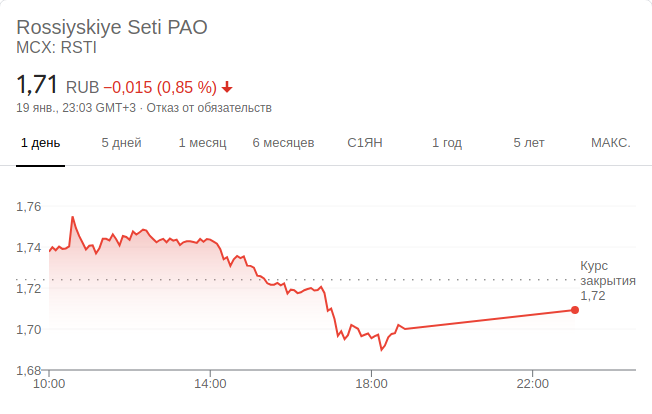 Rossiyskiye Seti PAO
MCX: RSTI
1,71 RUB −0,015 (0,85 %)
19 янв., 23:03 GMT+3 · Отказ от обязательств
1 день 5 дней 1 месяц 6 месяцев С1ЯН 1 год 5 лет МАКС.
1,76
1,74
Курс
закрытия
1,72
1,72
1,70
1,68
10:00 14:00 18:00 22:00